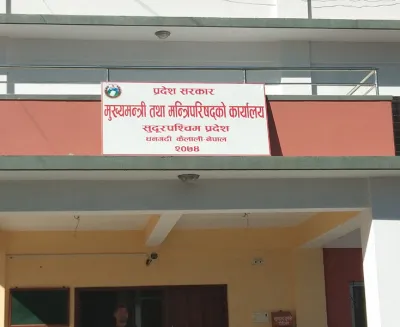 प्रदेश सरकार
मुख्यमन्त्री तथा मन्त्रिपरिषद्को कार्यालय
सुदूरपश्चिम प्रदेश
धनगढी कैलाली-नेपाल
२०७४